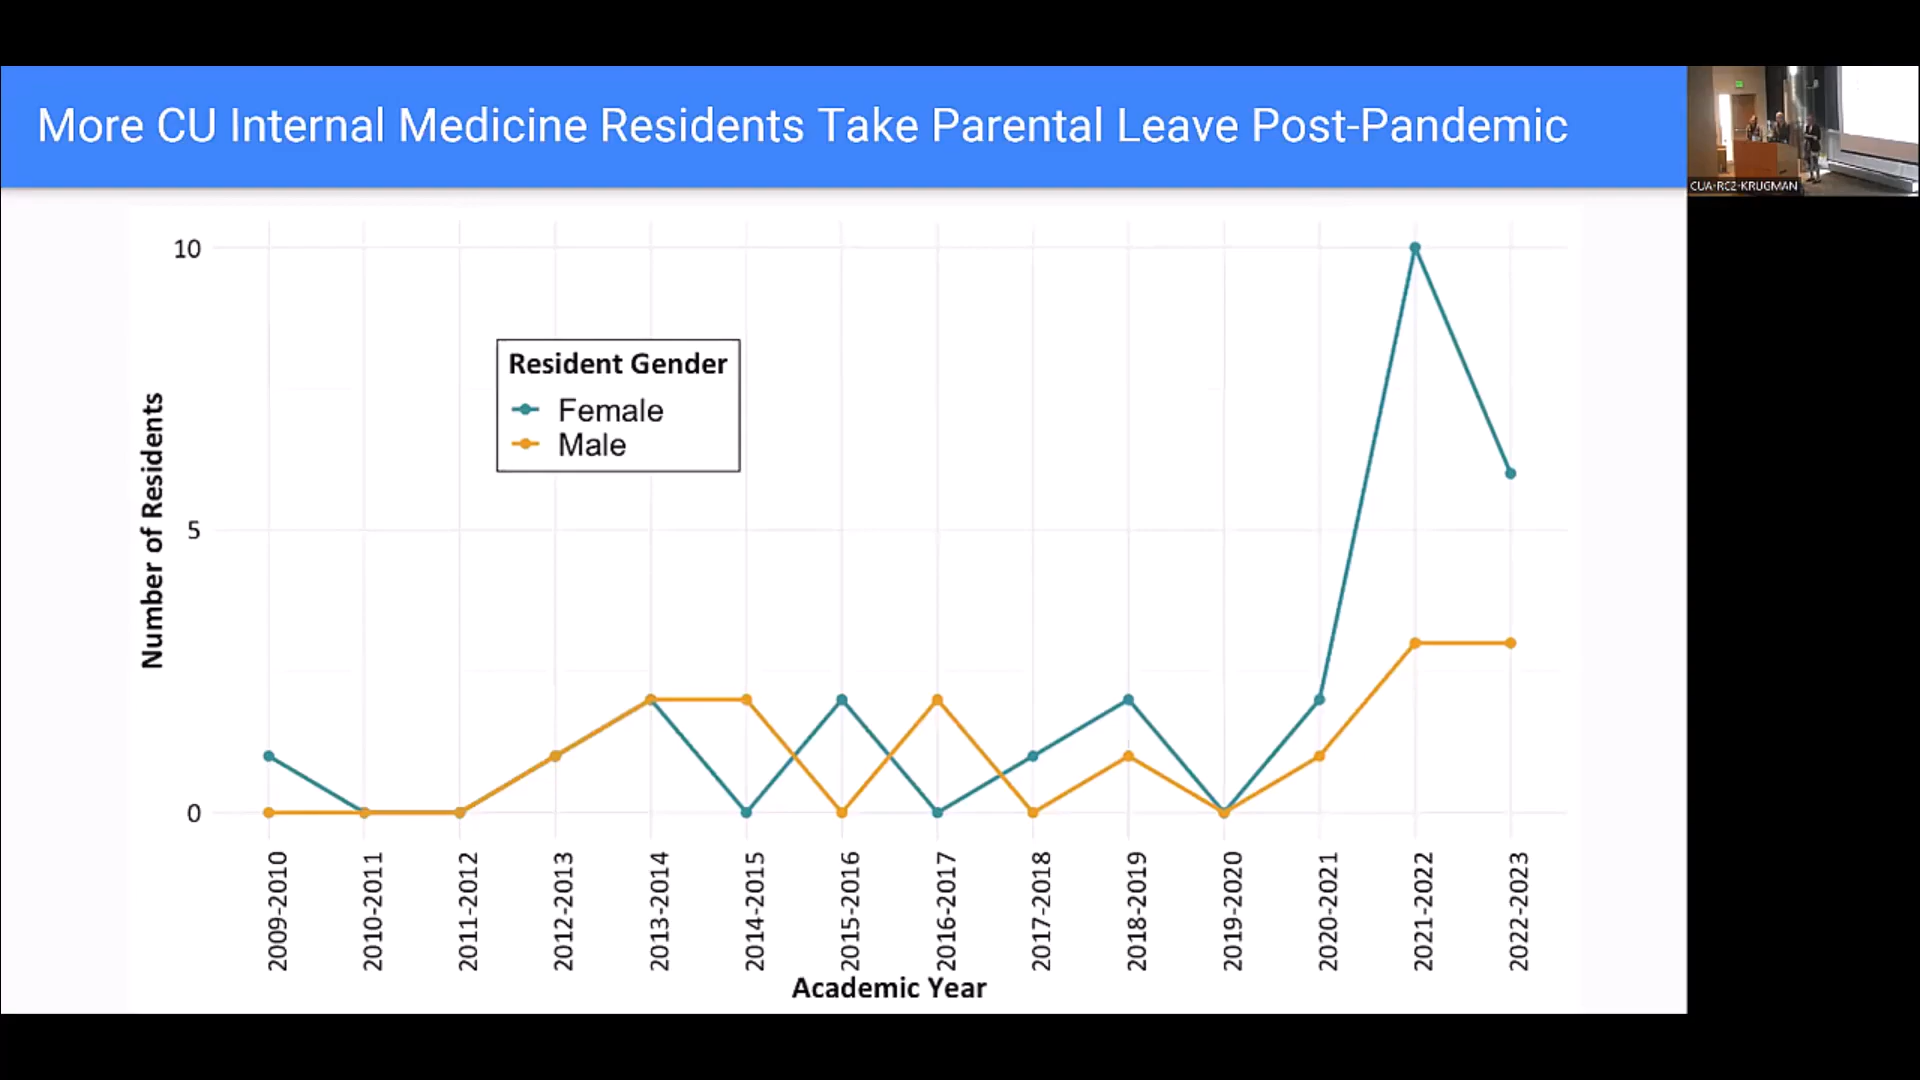 More CU Internal Medicine Residents Take Parental Leave Post-Pandemic
CUA-RC2-KRUGMAN
10
5
0
Number of Residents
Resident Gender
Female
Male
2009-2010
2010-2011
2011-2012
2012-2013
2013-2014
2014-2015
2015-2016
2016-2017
2017-2018
2018-2019
2019-2020
2020-2021
2021-2022
2022-2023
Academic Year